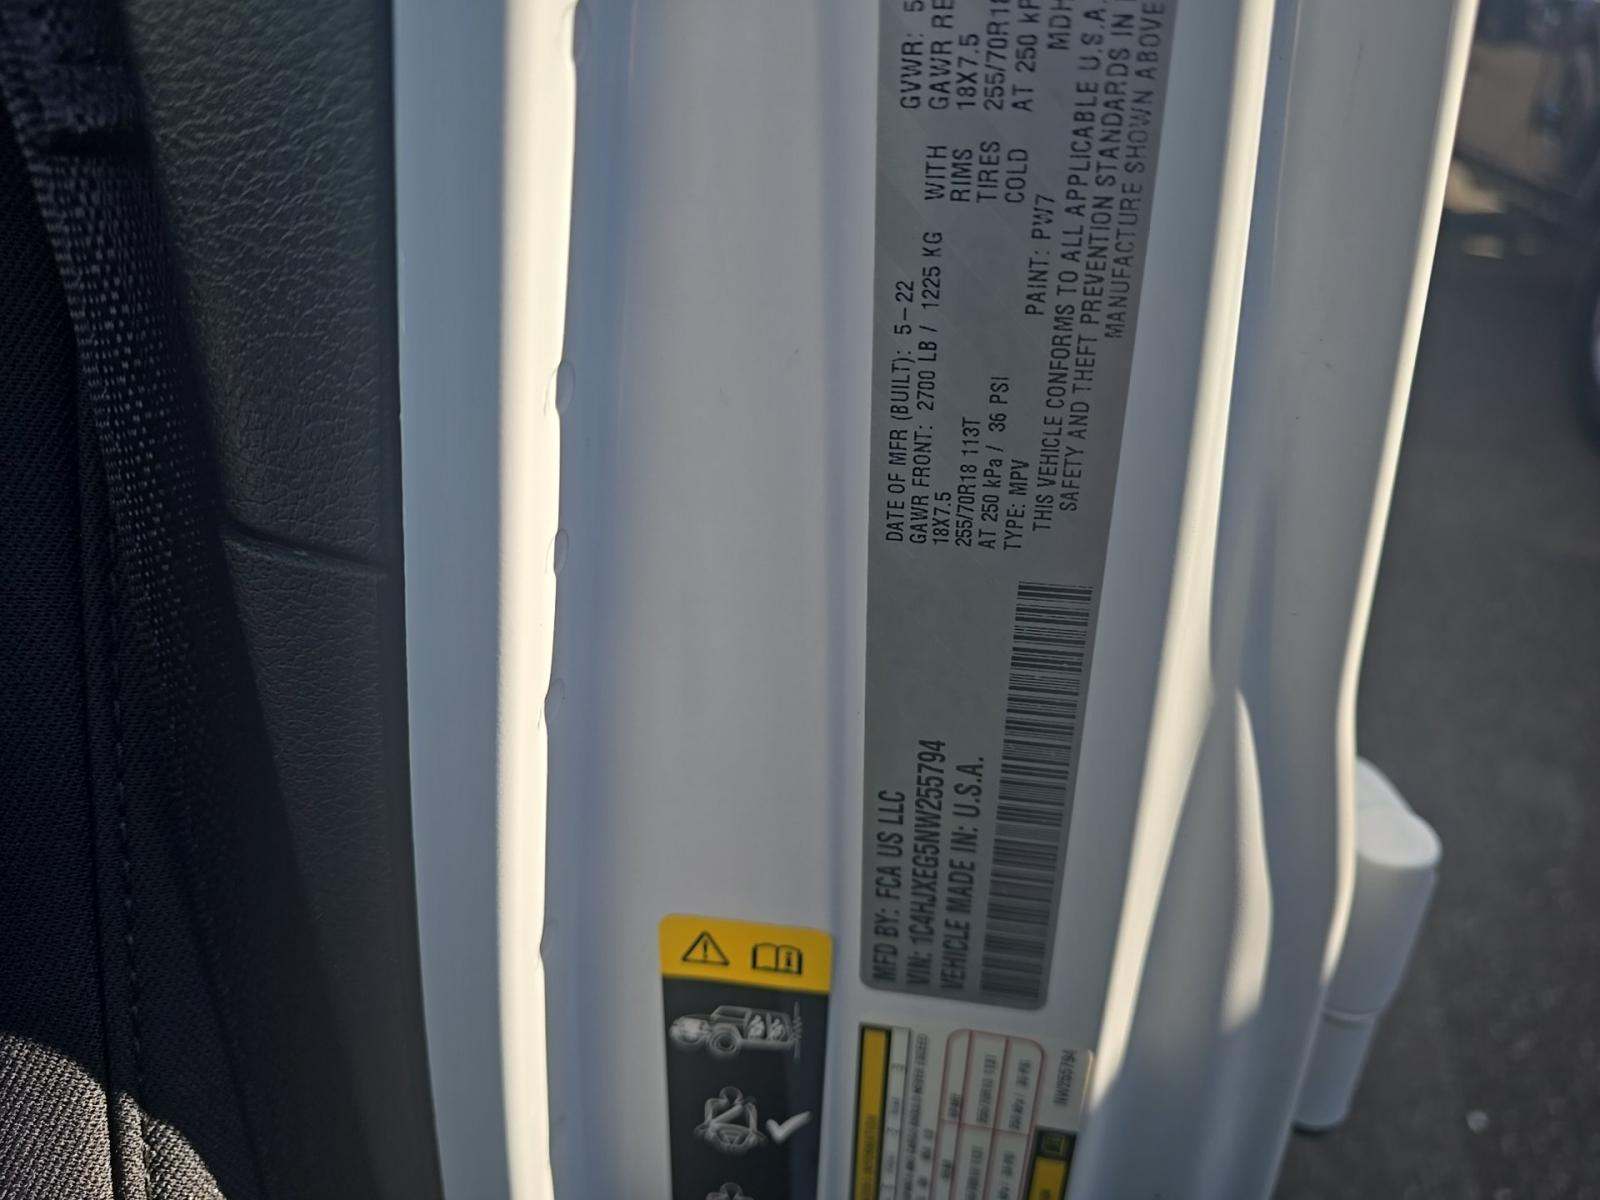 MFD BY: FCA US LLC
VIN: 1C4HJXEG5NW255794
VEHICLE MADE IN: U.S.A.
DATE OF MFR (BUILT): 5-22 GVWR: 5
GAWR FRONT: 2700 LB / 1225 KG WITH GAWR RE
18X7.5 RIMS 18X7.5
255/70R18 113T TIRES 255/70R18
AT 250 kPa / 36 PSI COLD AT 250 kP
TYPE: MPV PAINT: PW7 MDH
THIS VEHICLE CONFORMS TO ALL APPLICABLE U.S.A.
SAFETY AND THEFT PREVENTION STANDARDS IN
MANUFACTURE SHOWN ABOVE
NW255794